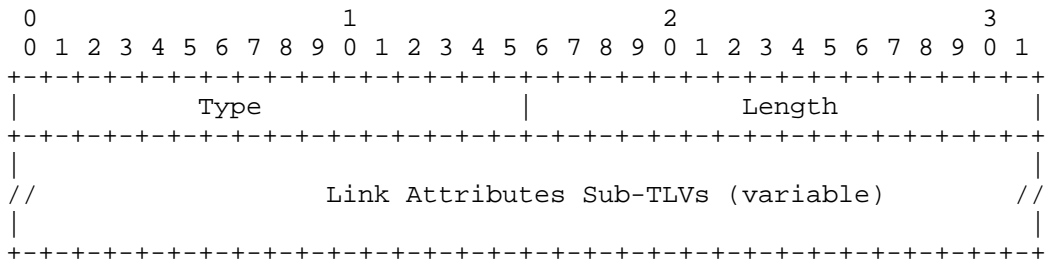 0                   1                   2                   3
 0 1 2 3 4 5 6 7 8 9 0 1 2 3 4 5 6 7 8 9 0 1 2 3 4 5 6 7 8 9 0 1
+-+-+-+-+-+-+-+-+-+-+-+-+-+-+-+-+-+-+-+-+-+-+-+-+-+-+-+-+-+-+-+-+
|           Type                |             Length            |
+-+-+-+-+-+-+-+-+-+-+-+-+-+-+-+-+-+-+-+-+-+-+-+-+-+-+-+-+-+-+-+-+
|                                                               |
//                  Link Attributes Sub-TLVs (variable)        //
|                                                               |
+-+-+-+-+-+-+-+-+-+-+-+-+-+-+-+-+-+-+-+-+-+-+-+-+-+-+-+-+-+-+-+-+